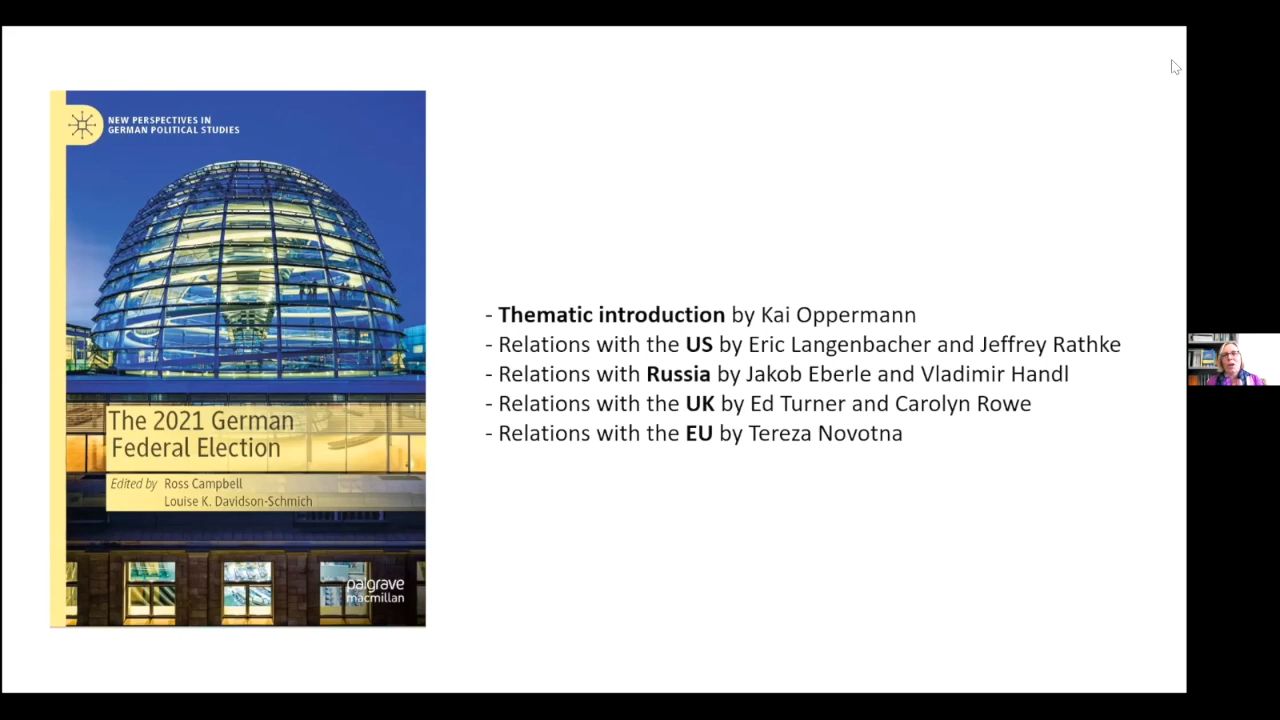 NEW PERSPECTIVES IN
GERMAN POLITICAL STUDIES
The 2021 German
Federal Election
Edited by Ross Campbell
Louise K. Davidson-Schmich
palgrave
macmillan
- Thematic introduction by Kai Oppermann
- Relations with the US by Eric Langenbacher and Jeffrey Rathke
- Relations with Russia by Jakob Eberle and Vladimir Handl
- Relations with the UK by Ed Turner and Carolyn Rowe
- Relations with the EU by Tereza Novotna